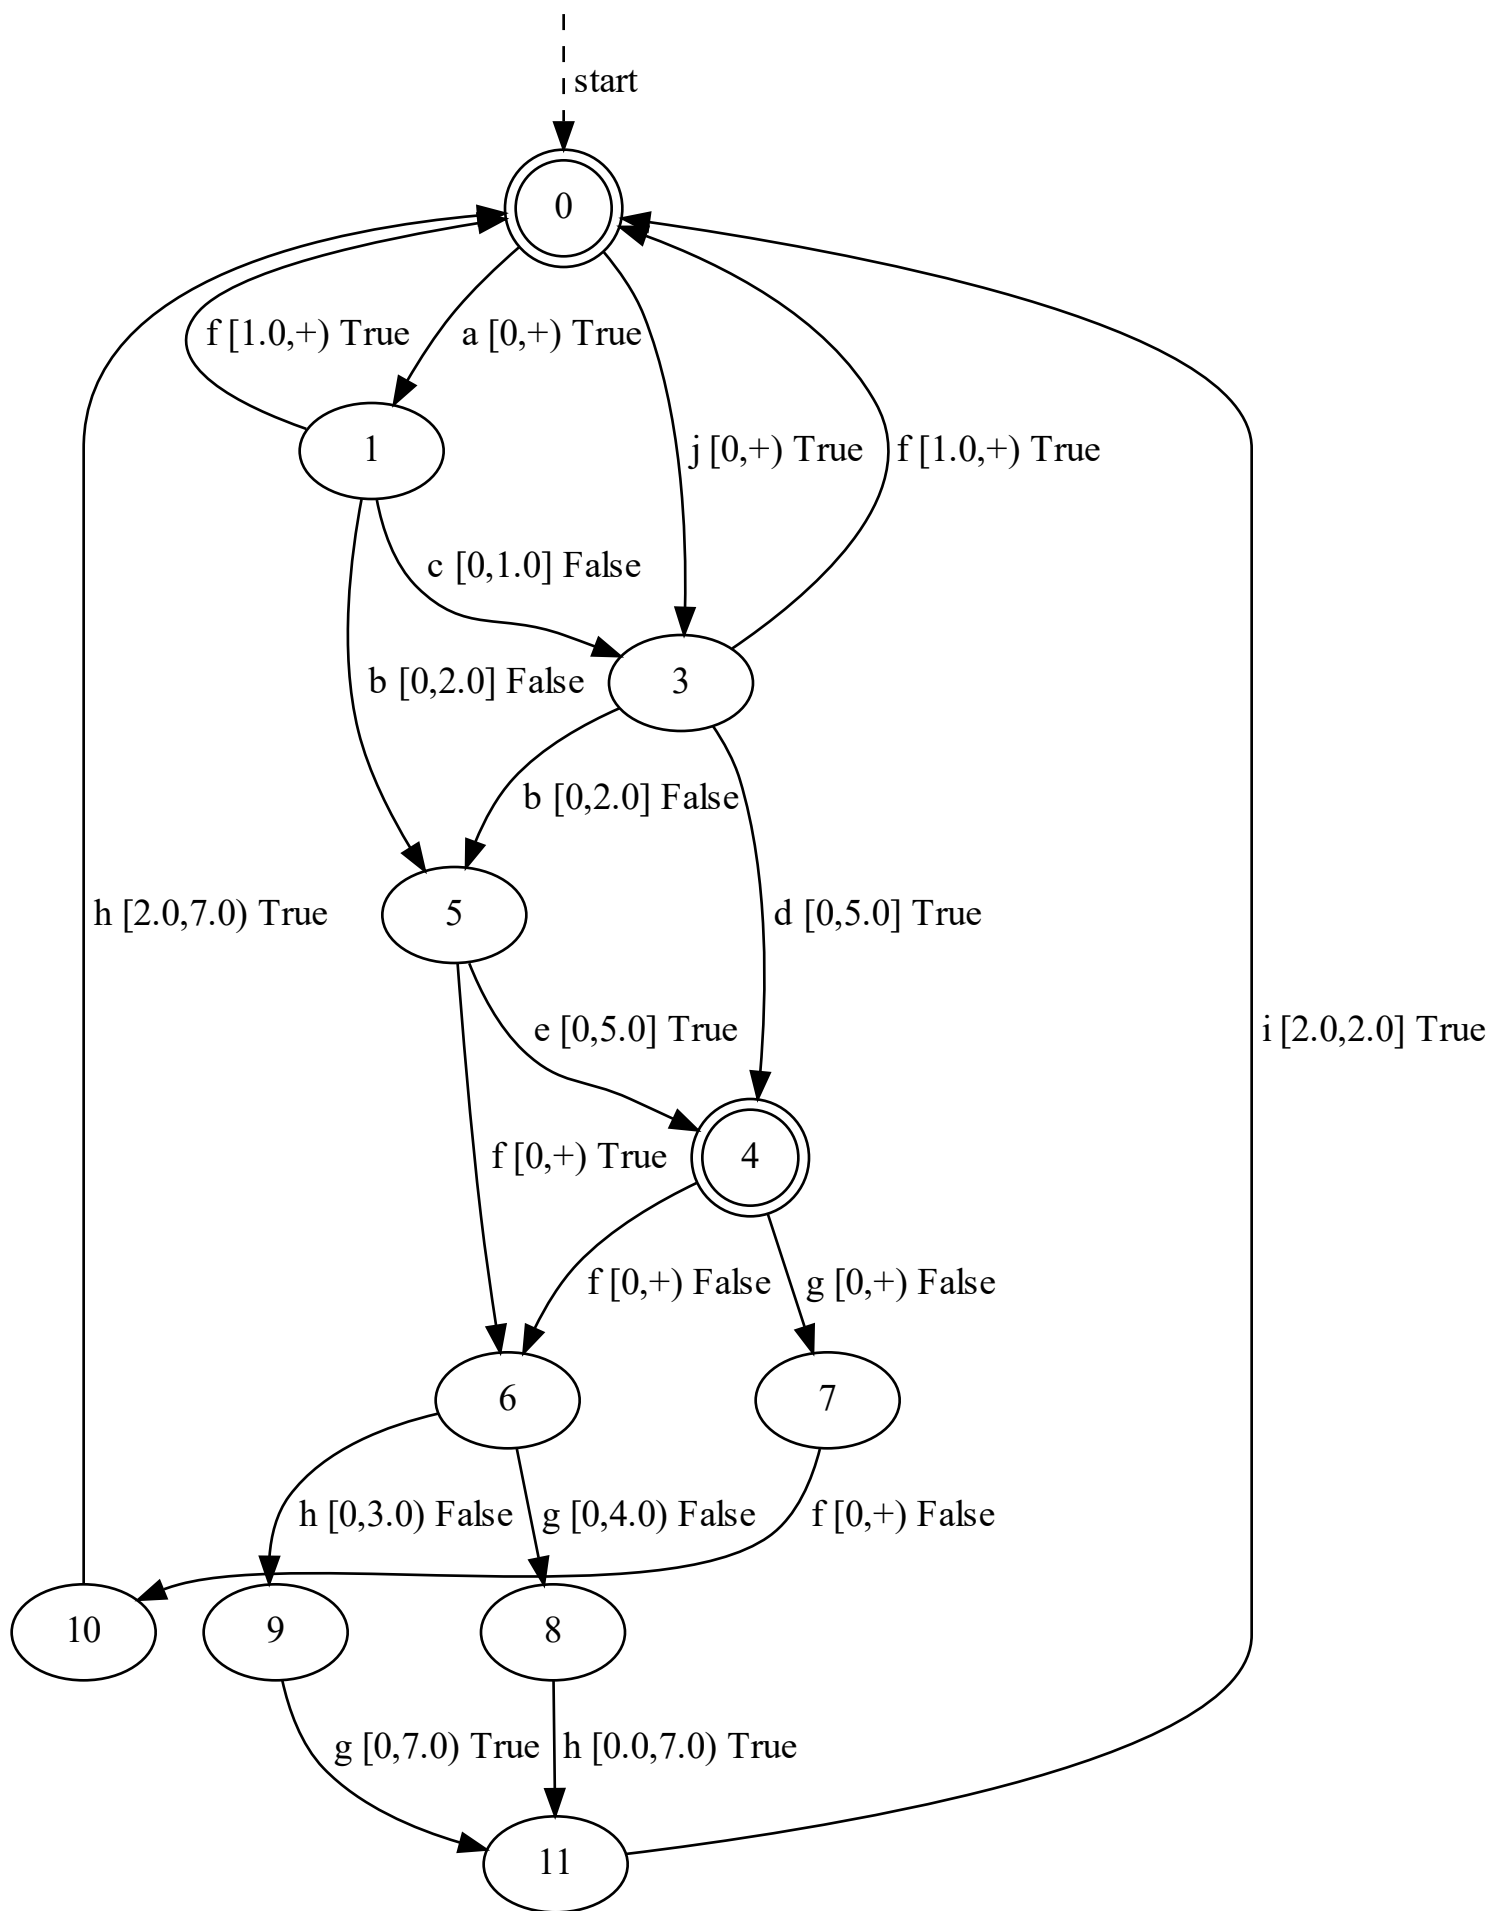 start
0
f [1.0,+) True
a [0,+) True
1
j [0,+) True
f [1.0,+) True
c [0,1.0] False
b [0,2.0] False
3
b [0,2.0] False
h [2.0,7.0) True
5
d [0,5.0] True
e [0,5.0] True
i [2.0,2.0] True
f [0,+) True
4
f [0,+) False
g [0,+) False
6
7
h [0,3.0) False
g [0,4.0) False
f [0,+) False
10
9
8
g [0,7.0) True
h [0.0,7.0) True
11